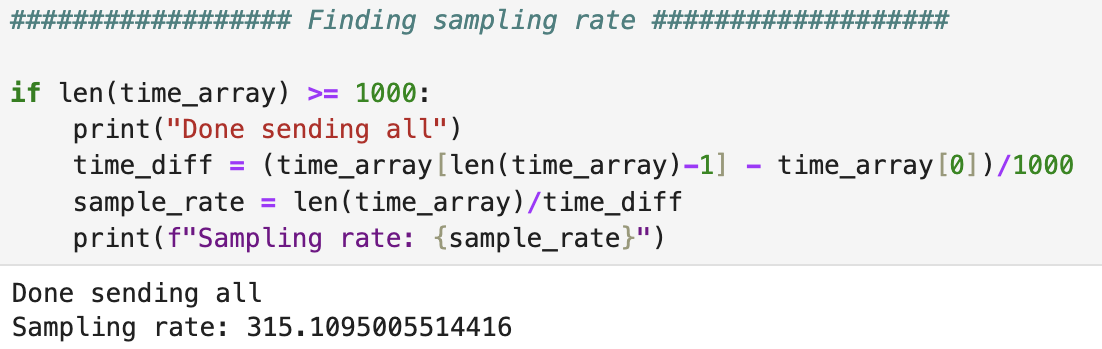 ################## Finding sampling rate ###################
if len(time_array) >= 1000:
    print("Done sending all")
    time_diff = (time_array[len(time_array)-1] - time_array[0])/1000
    sample_rate = len(time_array)/time_diff
    print(f"Sampling rate: {sample_rate}")
Done sending all
Sampling rate: 315.1095005514416